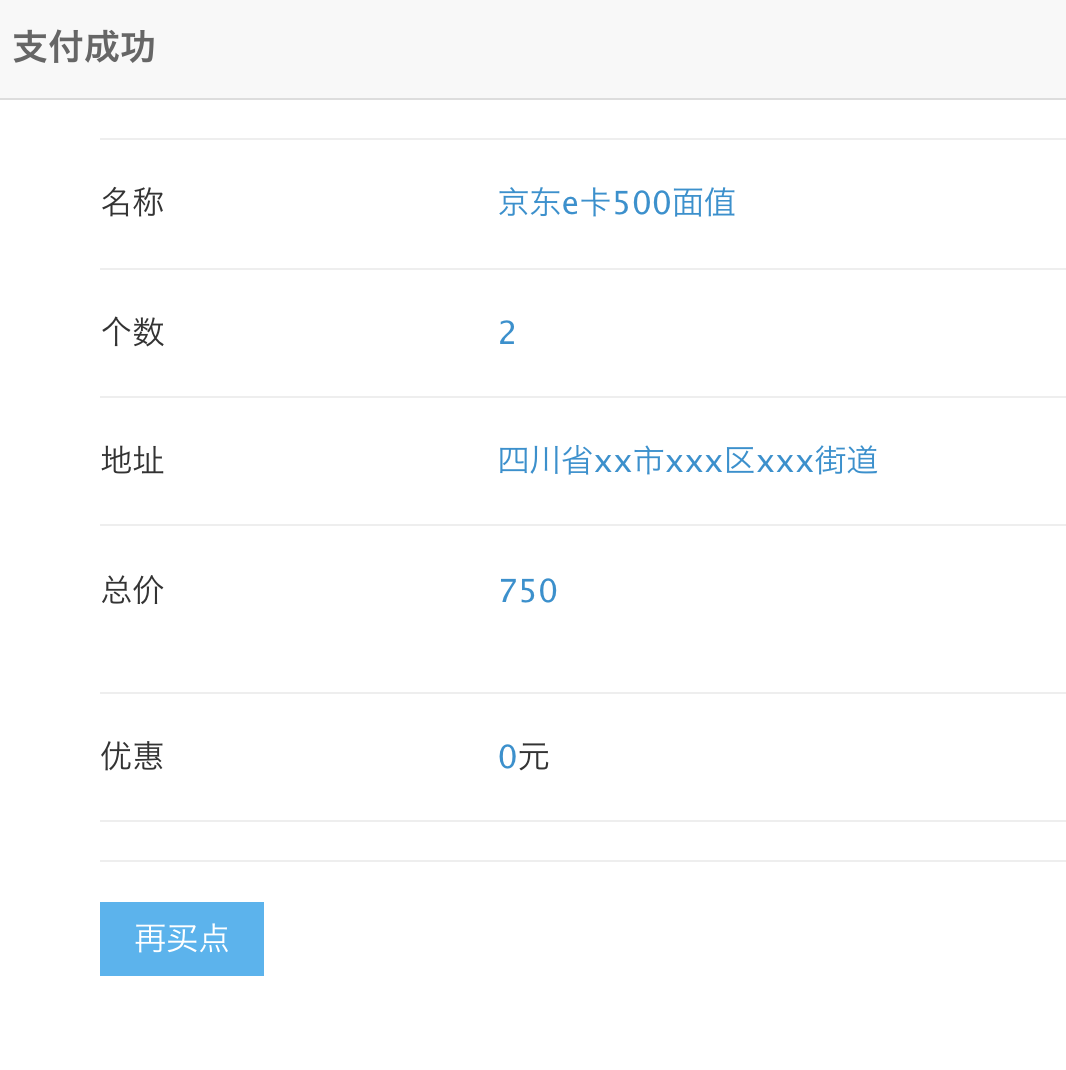 支付成功
名称 京东e卡500面值
个数 2
地址 四川省xx市xxx区xxx街道
总价 750
优惠 0元
再买点